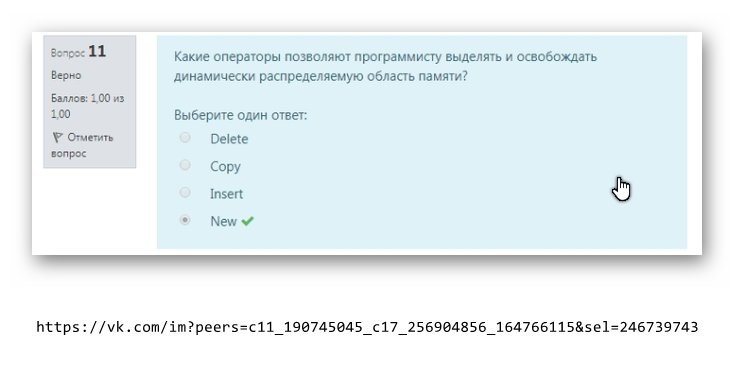 Вопрос 11
Верно
Баллов: 1,00 из
1,00
Отметить
вопрос
Какие операторы позволяют программисту выделять и освобождать
динамически распределяемую область памяти?
Выберите один ответ:
Delete
Copy
Insert
New
https://vk.com/im?peers=c11_190745045_c17_256904856_164766115&sel=246739743